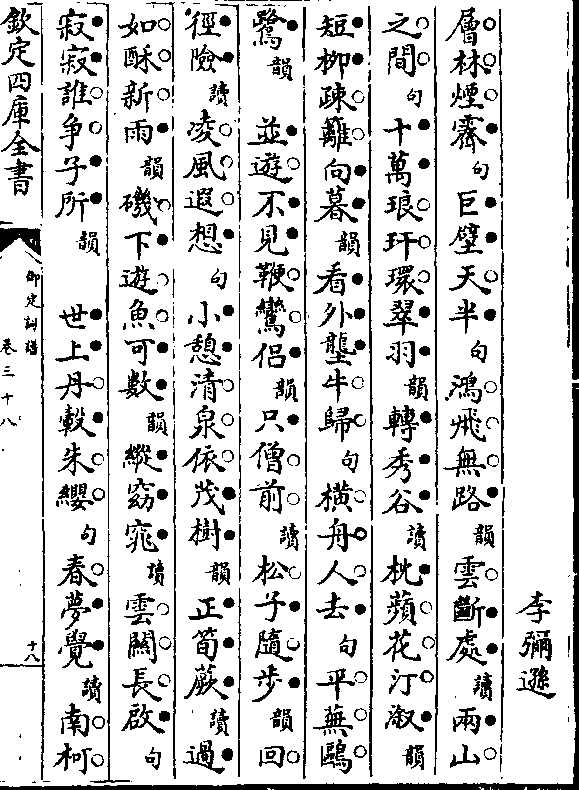 李彌遜
層林煙霽句巨壁天半句鴻飛無路韻雲斷處讀兩山
之間句十萬琅玕環翠羽韻轉秀谷讀枕蘋花汀溆韻
短柳疎籬向暮韻看外壟牛歸句橫舟人去句平蕪鷗
鷺韻 並遊不見鞭鸞侶韻只僧前讀松子隨步韻回
徑險讀凌風遐想句小憩清泉依茂樹韻正筍蕨讀過
如酥新雨韻磯下遊魚可數韻縱窈窕讀雲關長啟句
寂寂誰爭子所韻 世上丹轂朱纓句春夢覺讀南柯
欽定四庫全書
御定詞譜
卷三十八
十八